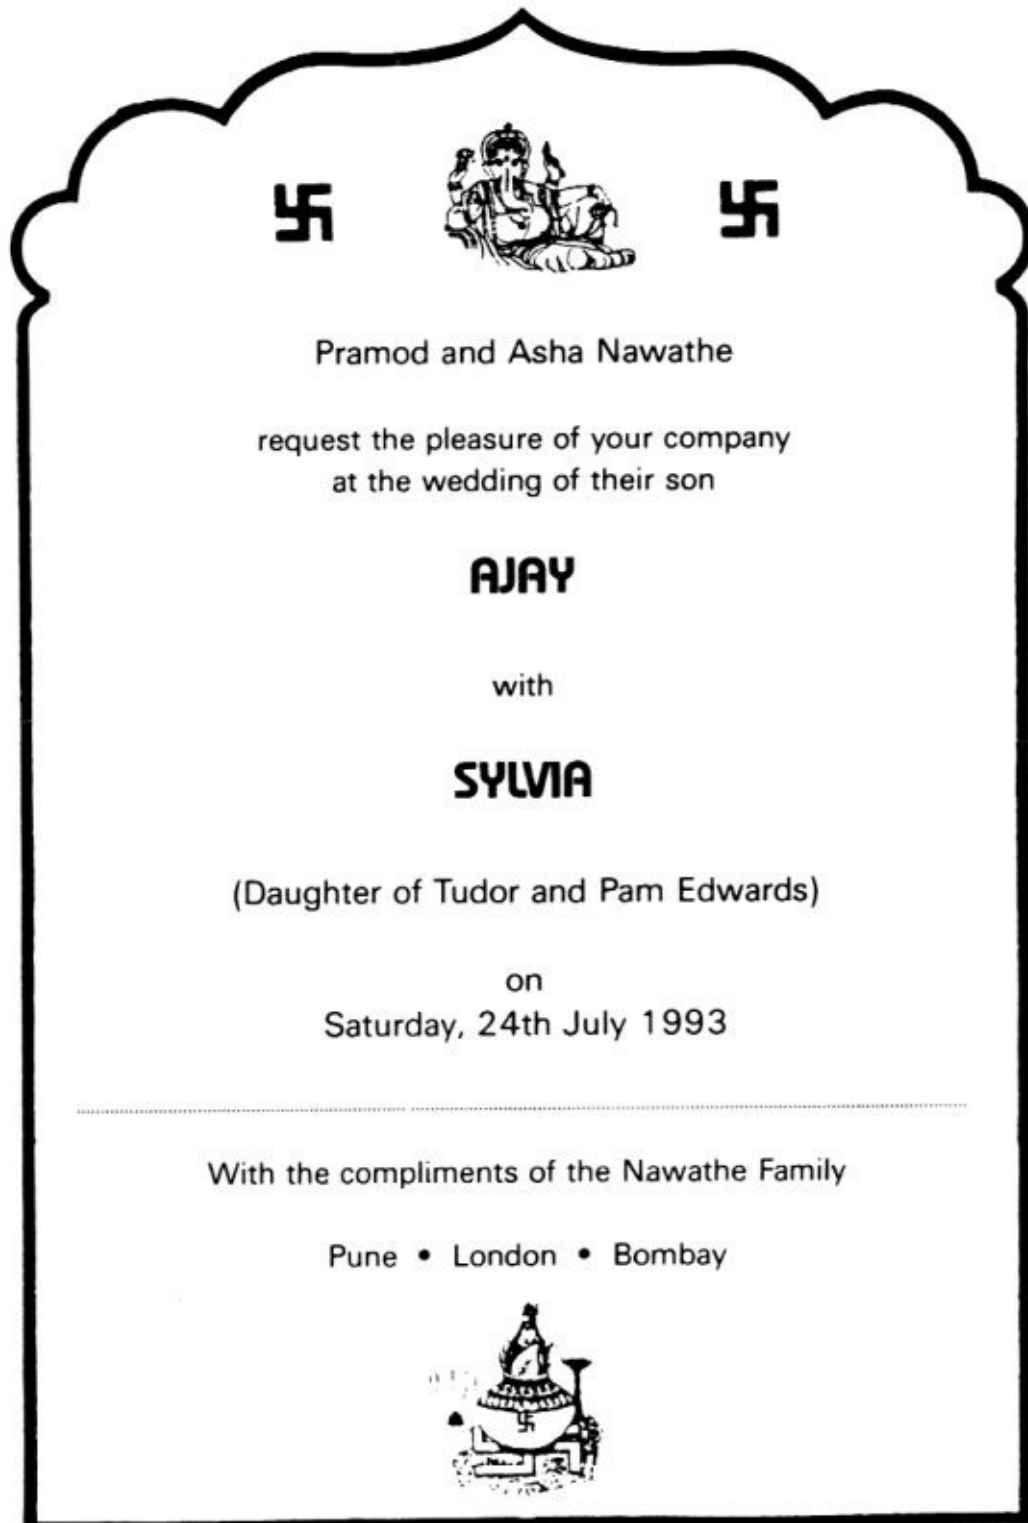 Pramod and Asha Nawathe
request the pleasure of your company
at the wedding of their son
AJAY
with
SYLVIA
(Daughter of Tudor and Pam Edwards)
on
Saturday, 24th July 1993
With the compliments of the Nawathe Family
Pune • London • Bombay